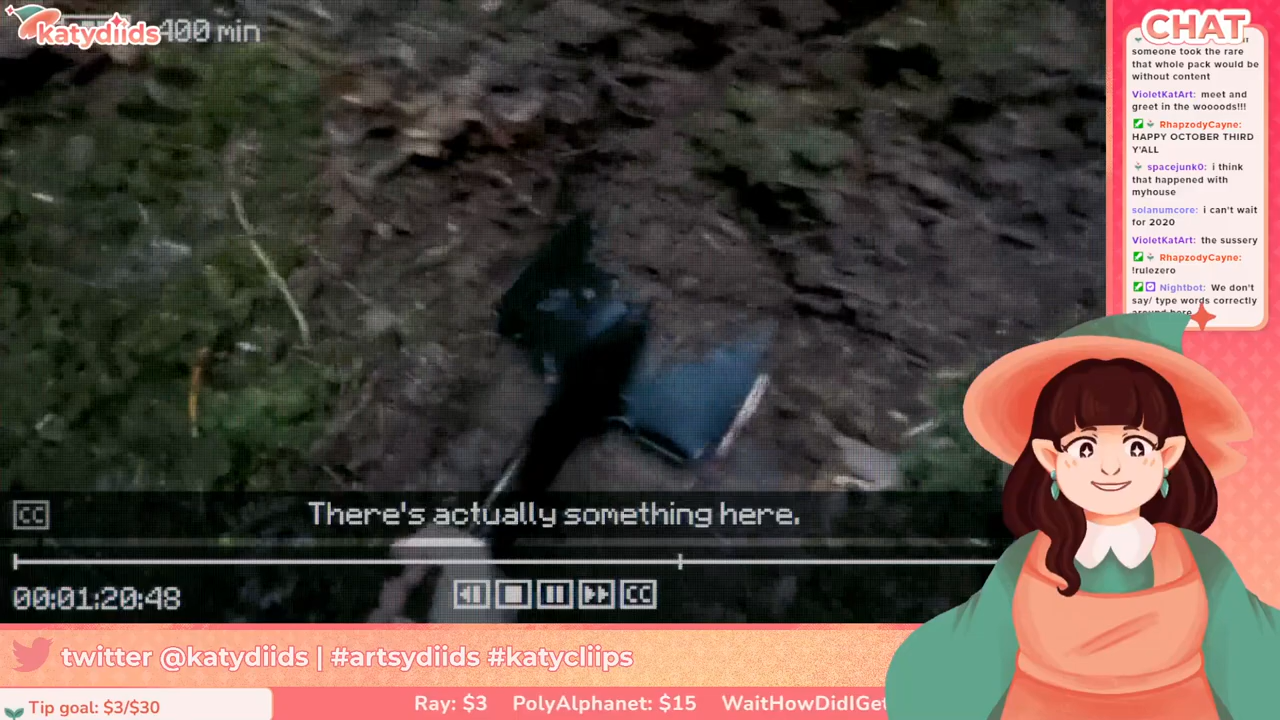 katydiids
400 min
CHAT
someone took the rare
that whole pack would be
without content
VioletKatArt: meet and
greet in the woooods!!!
RhapzodyCayne:
HAPPY OCTOBER THIRD
Y'ALL
spacejunk0: i think
that happened with
myhouse
solanumcore: i can't wait
for 2020
VioletKatArt: the sussery
RhapzodyCayne:
!rulezero
Nightbot: We don't
say/ type words correctly
around here
CC
There's actually something here.
00:01:20:48
CC
twitter @katydiids | #artsydiids #katycliips
Tip goal: $3/$30
Ray: $3 PolyAlphanet: $15 WaitHowDidIGet